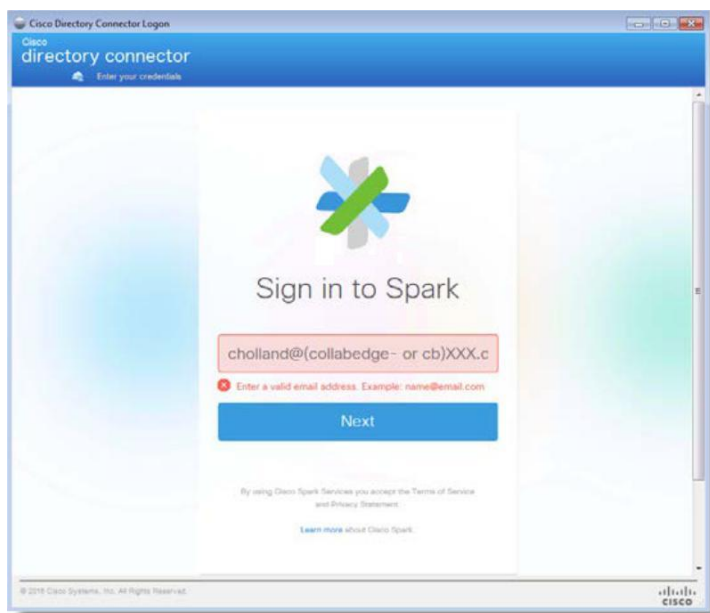 Cisco Directory Connector Logon
Cisco
directory connector
Enter your credentials
Sign in to Spark
cholland@(collabedge- or cb)XXX.c
Enter a valid email address. Example: name@email.com
Next
By using Cisco Spark Services you accept the Terms of Service
and Privacy Statement.
Learn more about Cisco Spark.
© 2016 Cisco Systems, Inc. All Rights Reserved.
CISCO